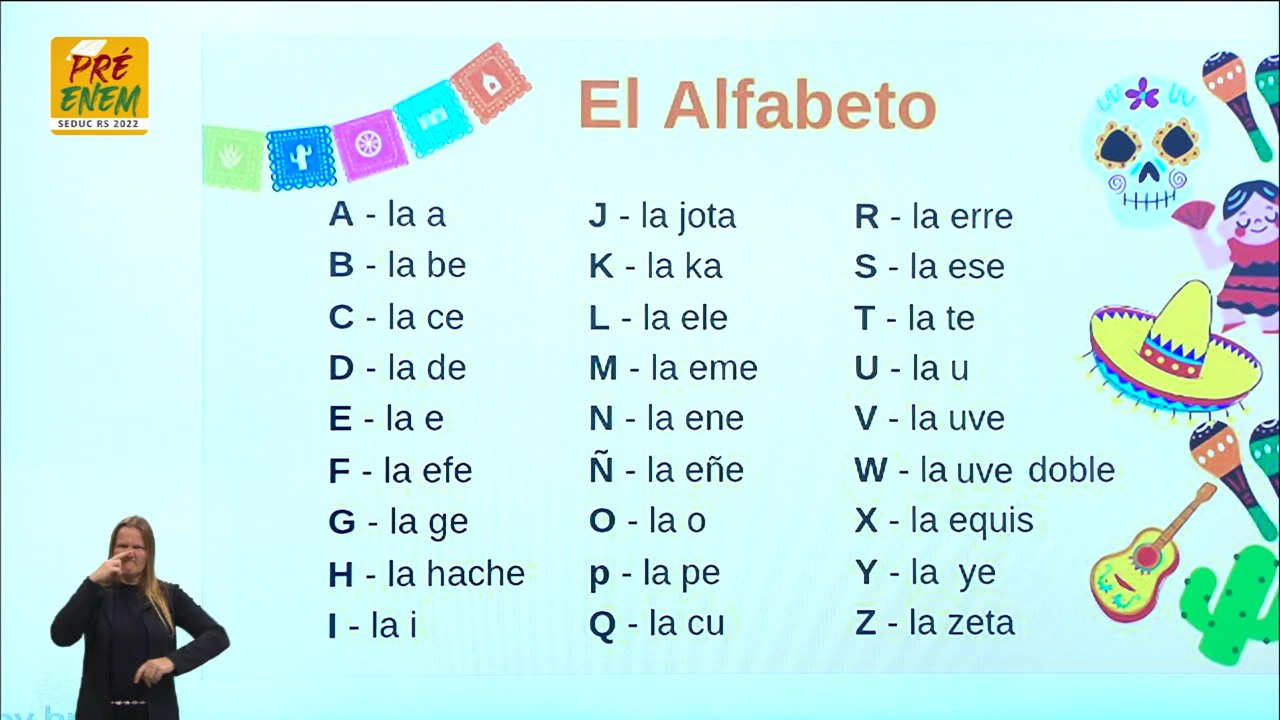 PRÉ
ENEM
SEDUC RS 2022
El Alfabeto
A - la a
B - la be
C - la ce
D - la de
E - la e
F - la efe
G - la ge
H - la hache
I - la i
J - la jota
K - la ka
L - la ele
M - la eme
N - la ene
Ñ - la eñe
O - la o
p - la pe
Q - la cu
R - la erre
S - la ese
T - la te
U - la u
V - la uve
W - la uve doble
X - la equis
Y - la ye
Z - la zeta